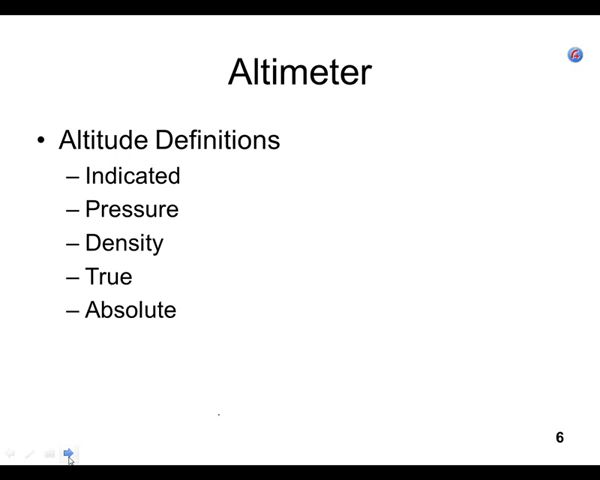 Altimeter
• Altitude Definitions
– Indicated
– Pressure
– Density
– True
– Absolute
6